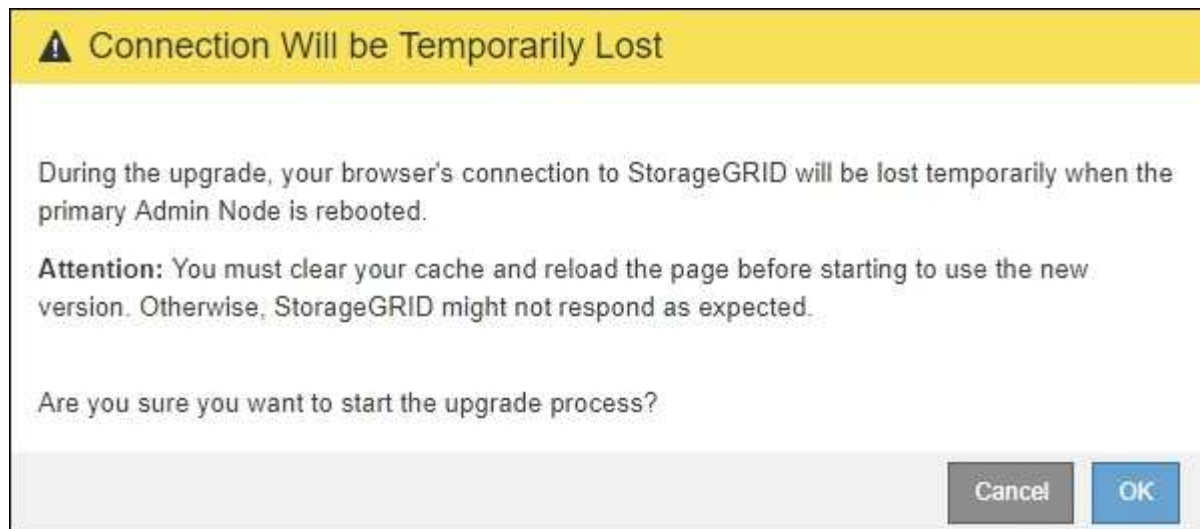 Connection Will be Temporarily Lost
During the upgrade, your browser's connection to StorageGRID will be lost temporarily when the
primary Admin Node is rebooted.
Attention: You must clear your cache and reload the page before starting to use the new
version. Otherwise, StorageGRID might not respond as expected.
Are you sure you want to start the upgrade process?
Cancel
OK